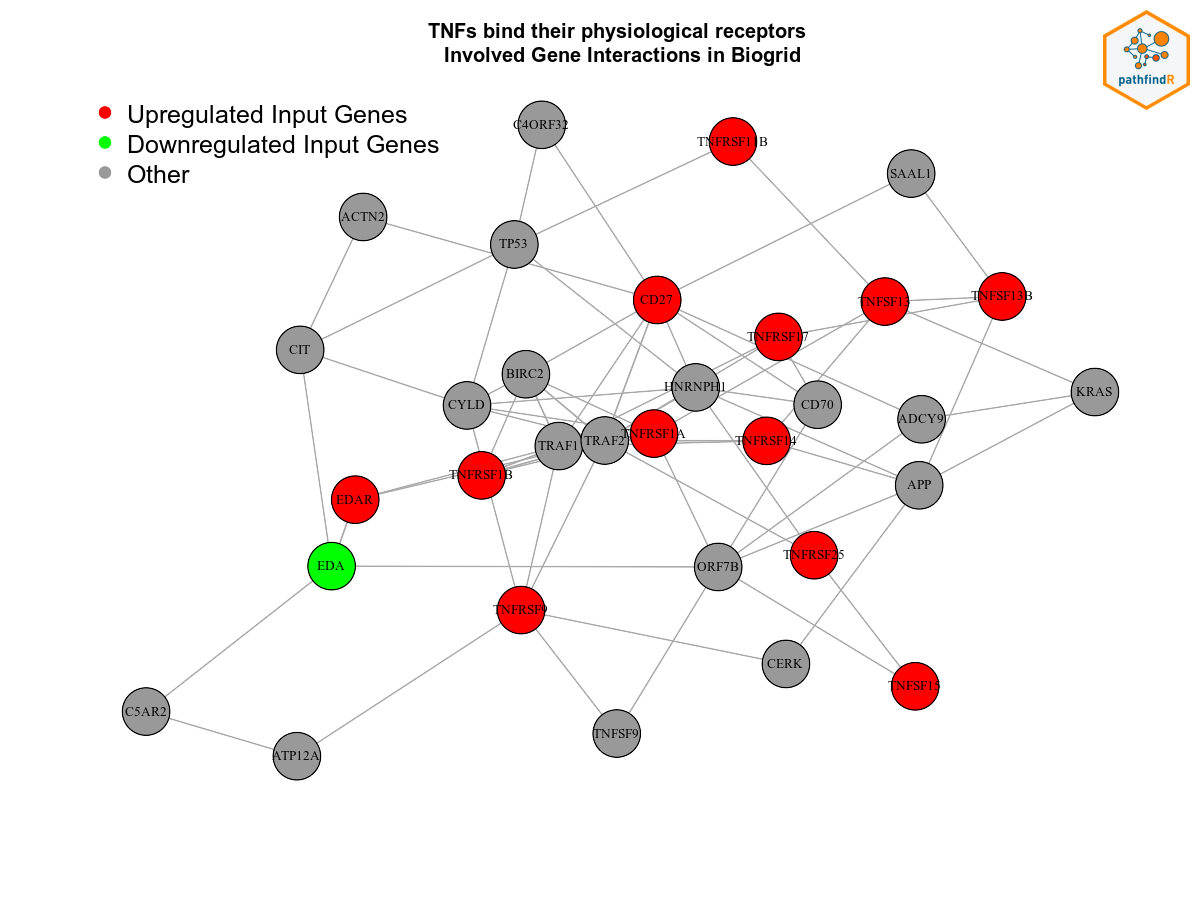 TNFs bind their physiological receptors
Involved Gene Interactions in Biogrid
pathfindR
Upregulated Input Genes
Downregulated Input Genes
Other
C4ORF32
TNFRSF11B
SAAL1
ACTN2
TP53
CD27
TNFSF11
TNFSF13B
TNFRSF17
CIT
BIRC2
HNRNPH1
KRAS
CYLD
CD70
ADCY9
TRAF1
TRAF2
TNFRSF1A
TNFRSF14
TNFRSF1B
APP
EDAR
EDA
ORF7B
TNFRSF25
TNFRSF9
CERK
TNFSF15
C5AR2
TNFSF9
ATP12A